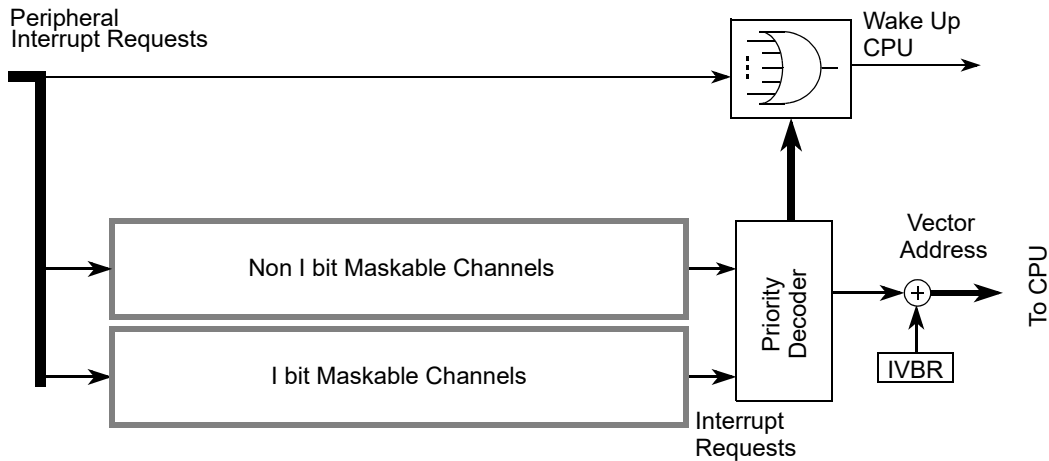 Peripheral
Interrupt Requests
Wake Up
CPU
Non I bit Maskable Channels
I bit Maskable Channels
Priority
Decoder
Interrupt
Requests
Vector
Address
+
IVBR
To CPU